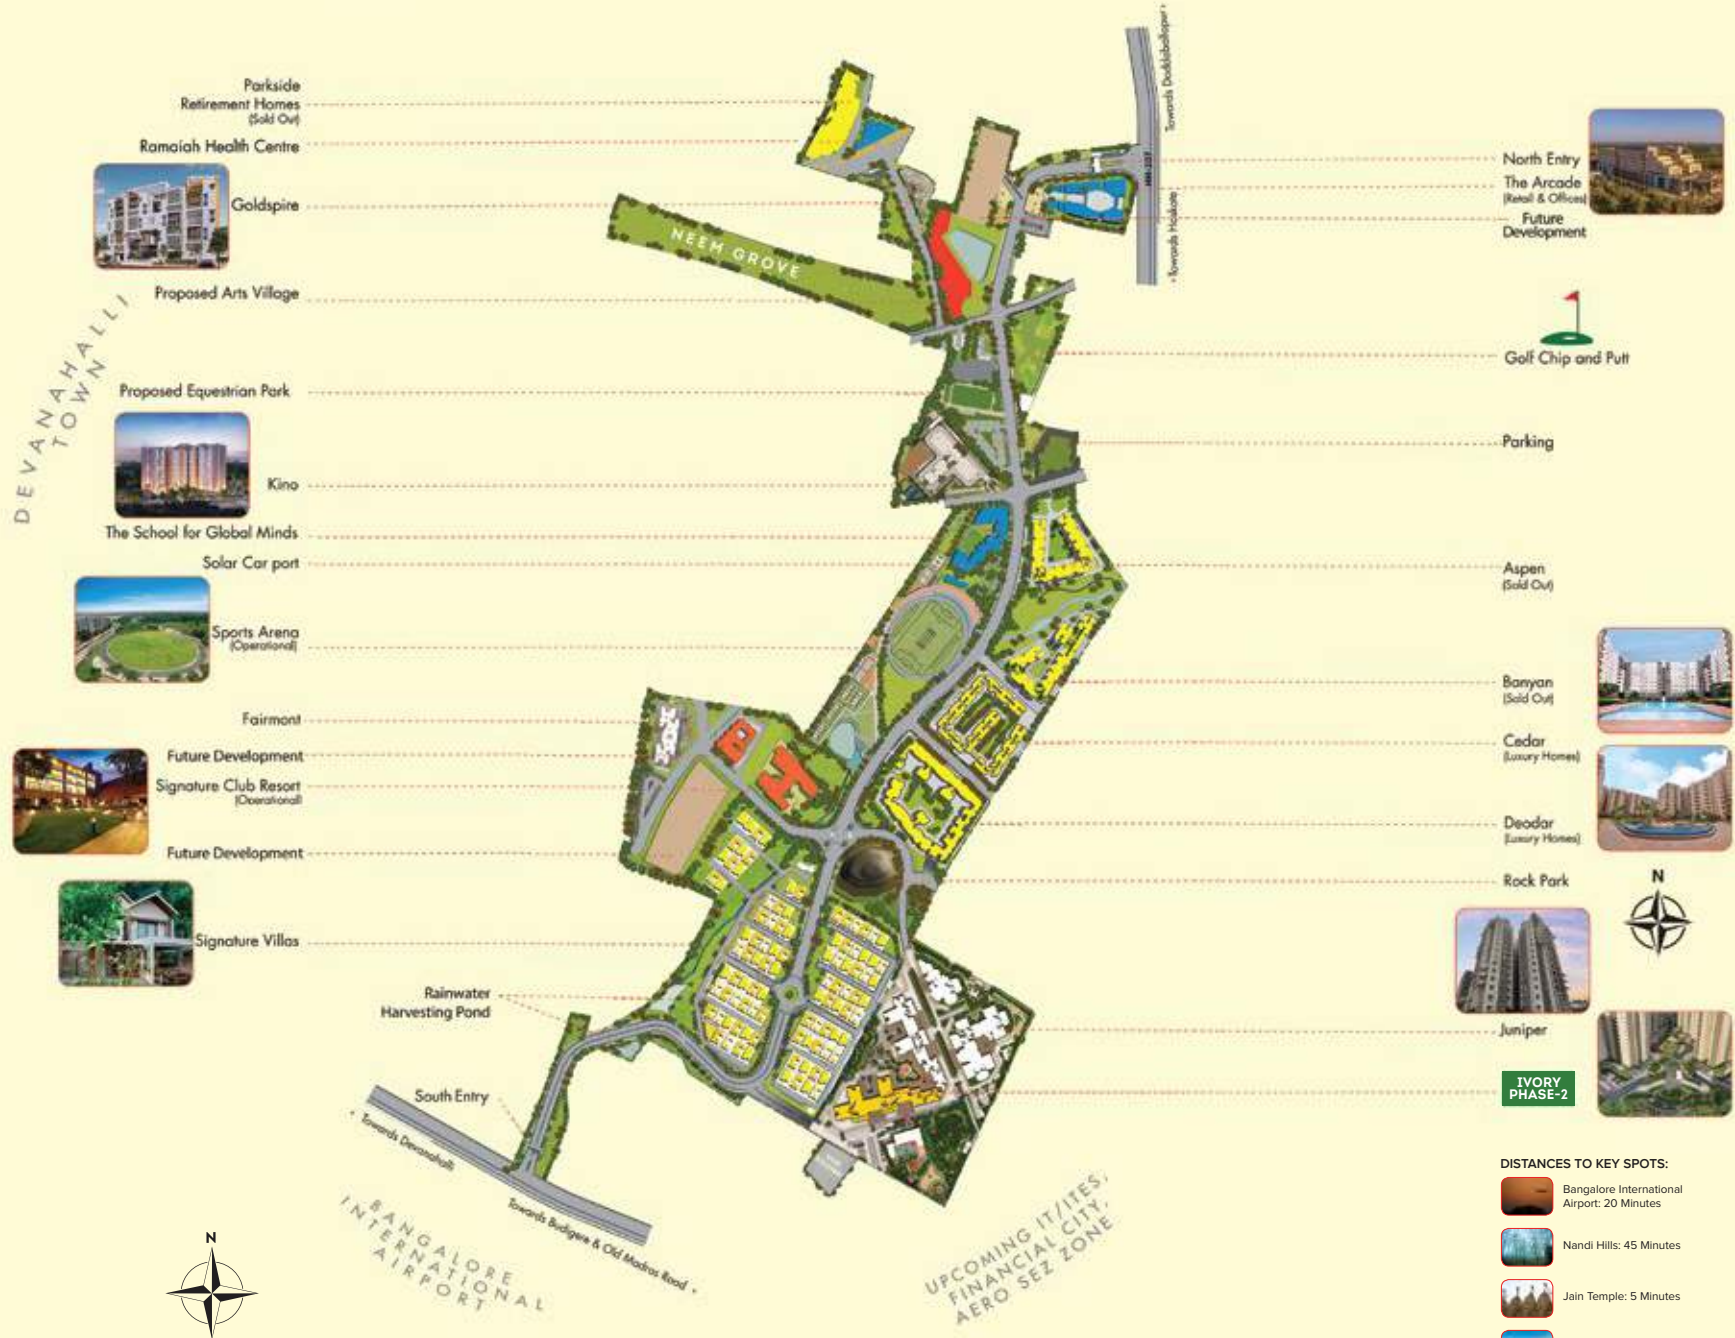 Parkside
Retirement Homes
(Sold Out)
Ramaiah Health Centre
Goldspire
Proposed Arts Village
DEVANAHALLI
TOWN
Proposed Equestrian Park
Kino
The School for Global Minds
Solar Car port
Sports Arena
(Operational)
Fairmont
Future Development
Signature Club Resort
(Operational)
Future Development
Signature Villas
Rainwater
Harvesting Pond
South Entry
Towards Devanahalli
Towards Budigere & Old Madras Road
BANGALORE
INTERNATIONAL
AIRPORT
N
NEEM GROVE
Towards Doddaballapur
NH-207
Towards Hoskote
North Entry
The Arcade
(Retail & Offices)
Future
Development
Golf Chip and Putt
Parking
Aspen
(Sold Out)
Banyan
(Sold Out)
Cedar
(Luxury Homes)
Deodar
(Luxury Homes)
Rock Park
N
Juniper
IVORY
PHASE-2
UPCOMING IT/ITES,
FINANCIAL CITY,
AERO SEZ ZONE
DISTANCES TO KEY SPOTS:
Bangalore International
Airport: 20 Minutes
Nandi Hills: 45 Minutes
Jain Temple: 5 Minutes